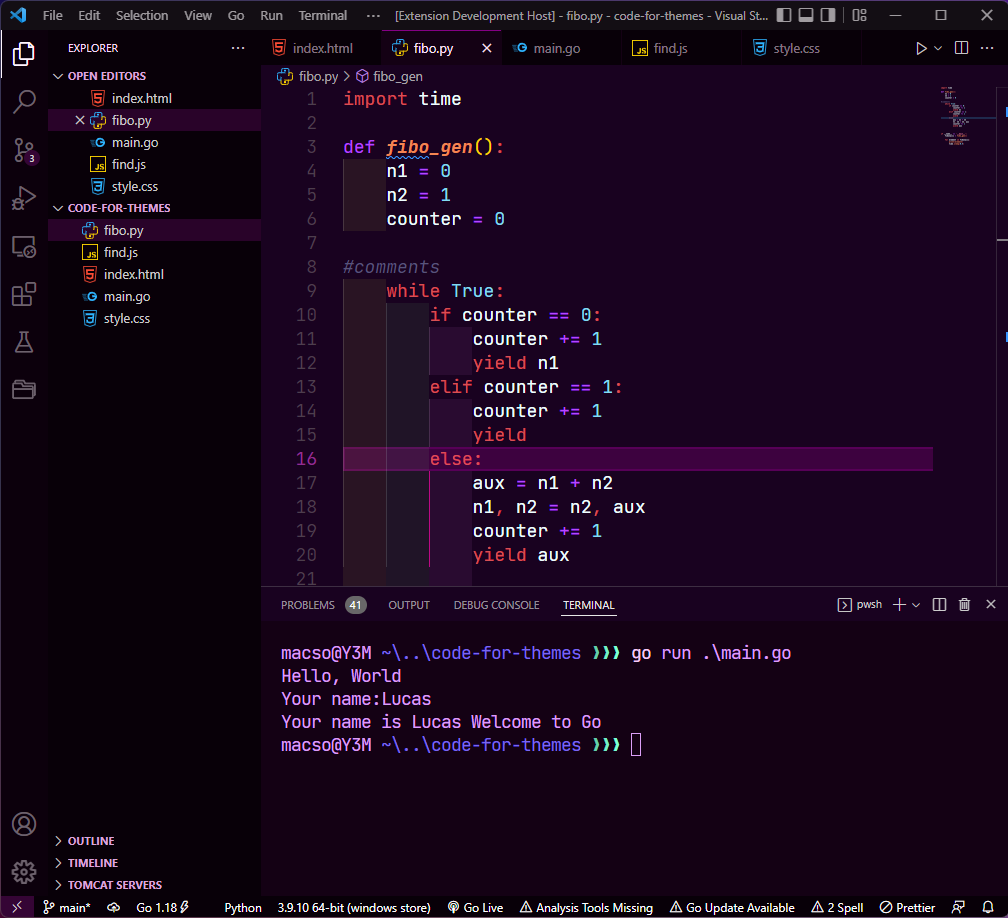 File Edit Selection View Go Run Terminal ··· [Extension Development Host] - fibo.py - code-for-themes - Visual St...
EXPLORER
OPEN EDITORS
index.html
fibo.py
main.go
find.js
style.css
CODE-FOR-THEMES
fibo.py
find.js
index.html
main.go
style.css
OUTLINE
TIMELINE
TOMCAT SERVERS
3
index.html fibo.py main.go find.js style.css
fibo.py > fibo_gen
1 import time
2
3 def fibo_gen():
4 n1 = 0
5 n2 = 1
6 counter = 0
7
8 #comments
9 while True:
10 if counter == 0:
11 counter += 1
12 yield n1
13 elif counter == 1:
14 counter += 1
15 yield
16 else:
17 aux = n1 + n2
18 n1, n2 = n2, aux
19 counter += 1
20 yield aux
21
PROBLEMS 41 OUTPUT DEBUG CONSOLE TERMINAL pwsh
macso@Y3M ~\..\code-for-themes ❯❯❯ go run .\main.go
Hello, World
Your name:Lucas
Your name is Lucas Welcome to Go
macso@Y3M ~\..\code-for-themes ❯❯❯
main* Go 1.18 Python 3.9.10 64-bit (windows store) Go Live Analysis Tools Missing Go Update Available 2 Spell Prettier